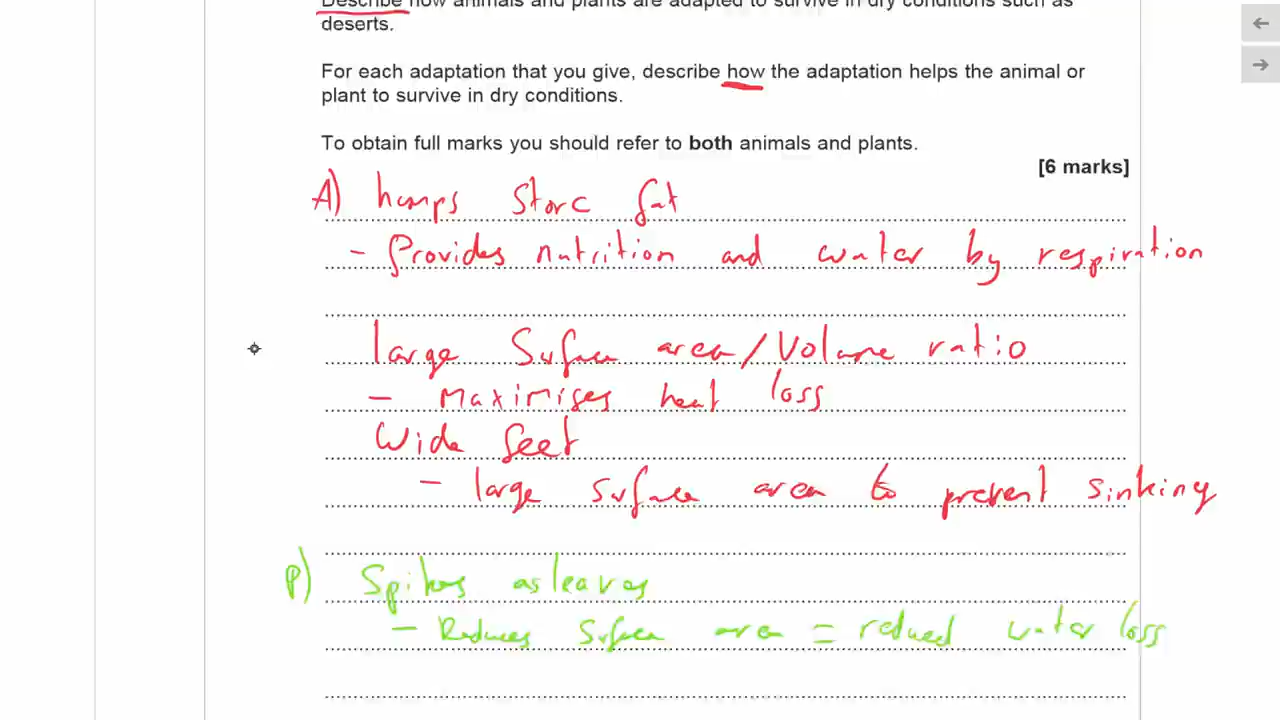 Describe how animals and plants are adapted to survive in dry conditions such as
deserts.
For each adaptation that you give, describe how the adaptation helps the animal or
plant to survive in dry conditions.
To obtain full marks you should refer to both animals and plants.
[6 marks]
A) humps store fat
- Provides nutrition and water by respiration
large surface area/volume ratio
- Maximises heat loss
Wide feet
- large surface area to prevent sinking
P) Spikes as leaves
- Reduces surface area = reduced water loss